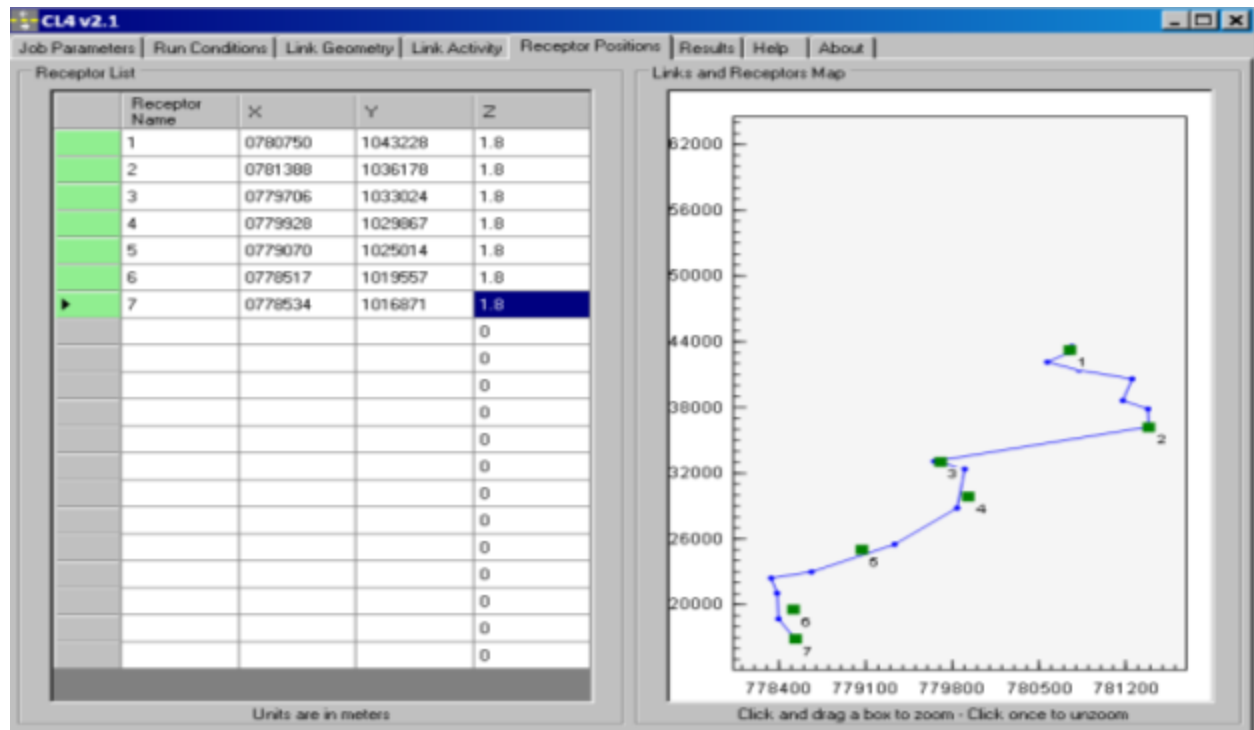 CL4 v2.1
Job Parameters Run Conditions Link Geometry Link Activity Receptor Positions Results Help About
Receptor List
Receptor Name X Y Z
1 0780750 1043228 1.8
2 0781388 1036178 1.8
3 0779706 1033024 1.8
4 0779928 1029867 1.8
5 0779070 1025014 1.8
6 0778517 1019557 1.8
7 0778534 1016871 1.8
0
0
0
0
0
0
0
0
0
0
0
0
0
Units are in meters
Links and Receptors Map
62000
56000
50000
44000
38000
32000
26000
20000
1
2
3
4
5
6
7
778400 779100 779800 780500 781200
Click and drag a box to zoom - Click once to unzoom